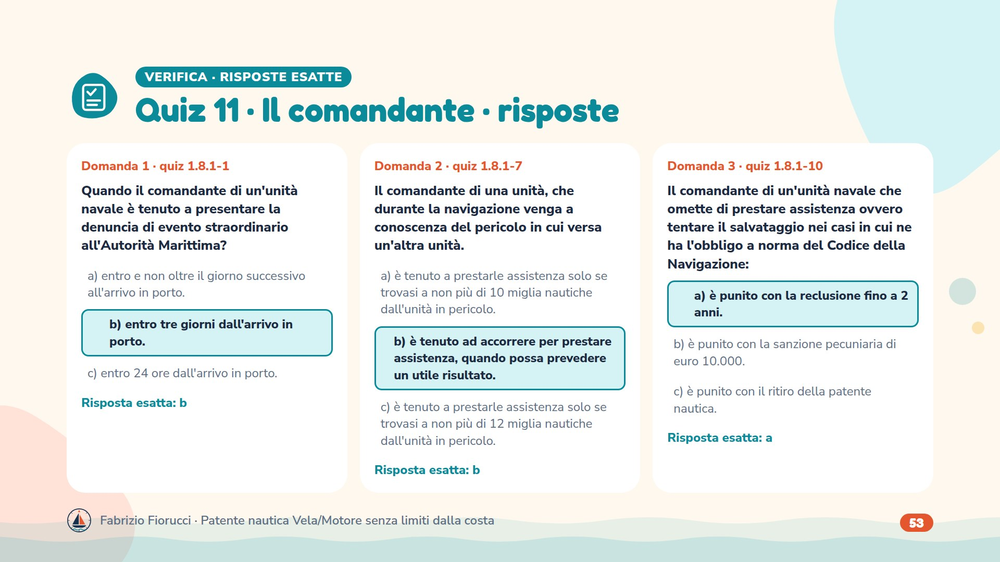 VERIFICA · RISPOSTE ESATTE
Quiz 11 · Il comandante · risposte
Domanda 1 · quiz 1.8.1-1
Quando il comandante di un'unità
navale è tenuto a presentare la
denuncia di evento straordinario
all'Autorità Marittima?
a) entro e non oltre il giorno successivo
all'arrivo in porto.
b) entro tre giorni dall'arrivo in
porto.
c) entro 24 ore dall'arrivo in porto.
Risposta esatta: b
Domanda 2 · quiz 1.8.1-7
Il comandante di una unità, che
durante la navigazione venga a
conoscenza del pericolo in cui versa
un'altra unità.
a) è tenuto a prestarle assistenza solo se
trovasi a non più di 10 miglia nautiche
dall'unità in pericolo.
b) è tenuto ad accorrere per prestare
assistenza, quando possa prevedere
un utile risultato.
c) è tenuto a prestarle assistenza solo se
trovasi a non più di 12 miglia nautiche
dall'unità in pericolo.
Risposta esatta: b
Domanda 3 · quiz 1.8.1-10
Il comandante di un'unità navale che
omette di prestare assistenza ovvero
tentare il salvataggio nei casi in cui ne
ha l'obbligo a norma del Codice della
Navigazione:
a) è punito con la reclusione fino a 2
anni.
b) è punito con la sanzione pecuniaria di
euro 10.000.
c) è punito con il ritiro della patente
nautica.
Risposta esatta: a
Fabrizio Fiorucci · Patente nautica Vela/Motore senza limiti dalla costa
53